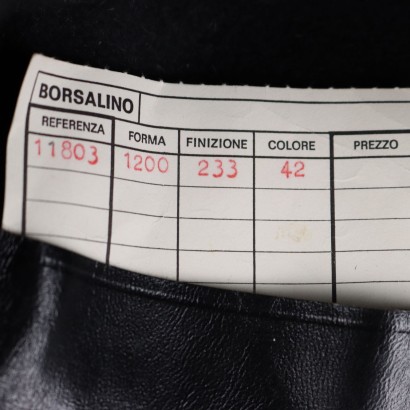 BORSALINO
REFERENZA FORMA FINIZIONE COLORE PREZZO
11803 1200 233 42